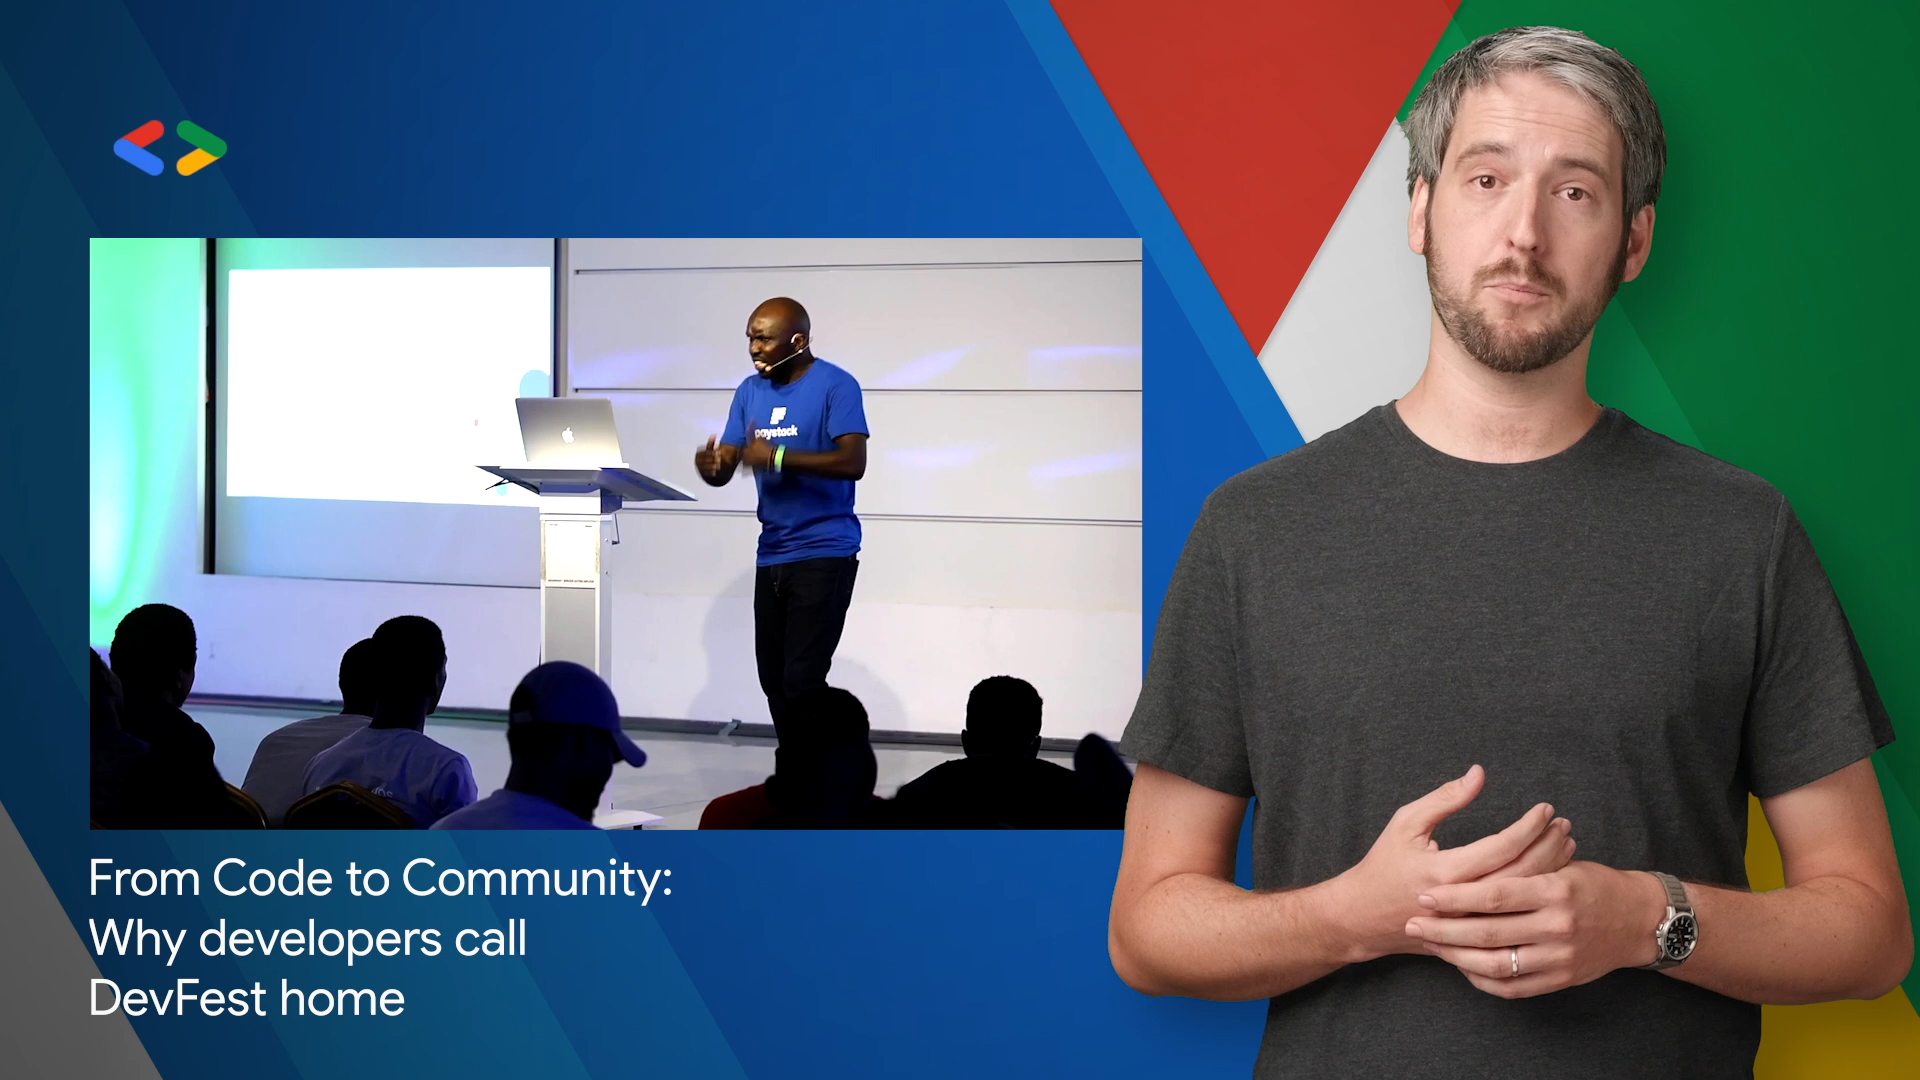 paystack
From Code to Community:
Why developers call
DevFest home